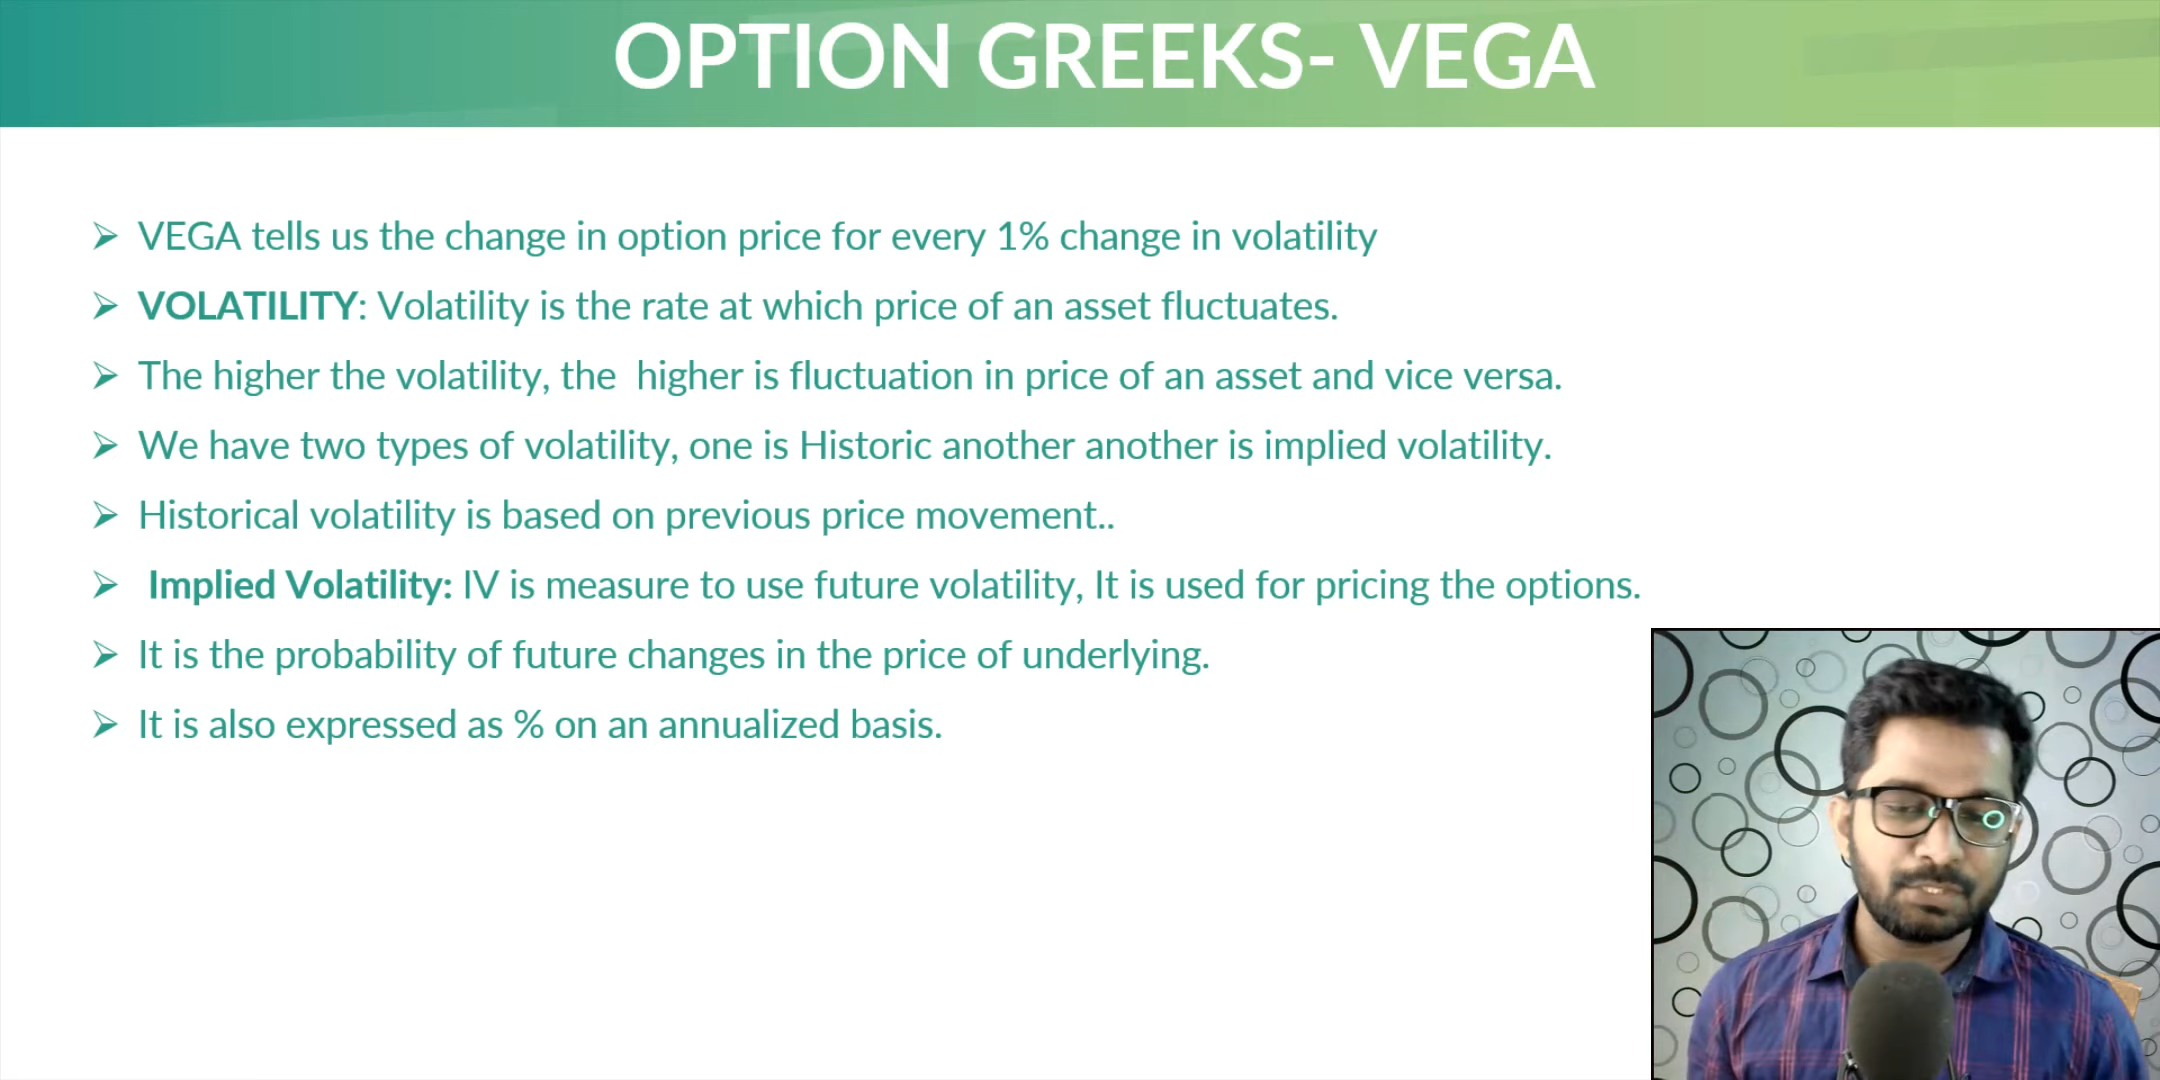 OPTION GREEKS- VEGA
VEGA tells us the change in option price for every 1% change in volatility
VOLATILITY: Volatility is the rate at which price of an asset fluctuates.
The higher the volatility, the  higher is fluctuation in price of an asset and vice versa.
We have two types of volatility, one is Historic another another is implied volatility.
Historical volatility is based on previous price movement..
Implied Volatility: IV is measure to use future volatility, It is used for pricing the options.
It is the probability of future changes in the price of underlying.
It is also expressed as % on an annualized basis.